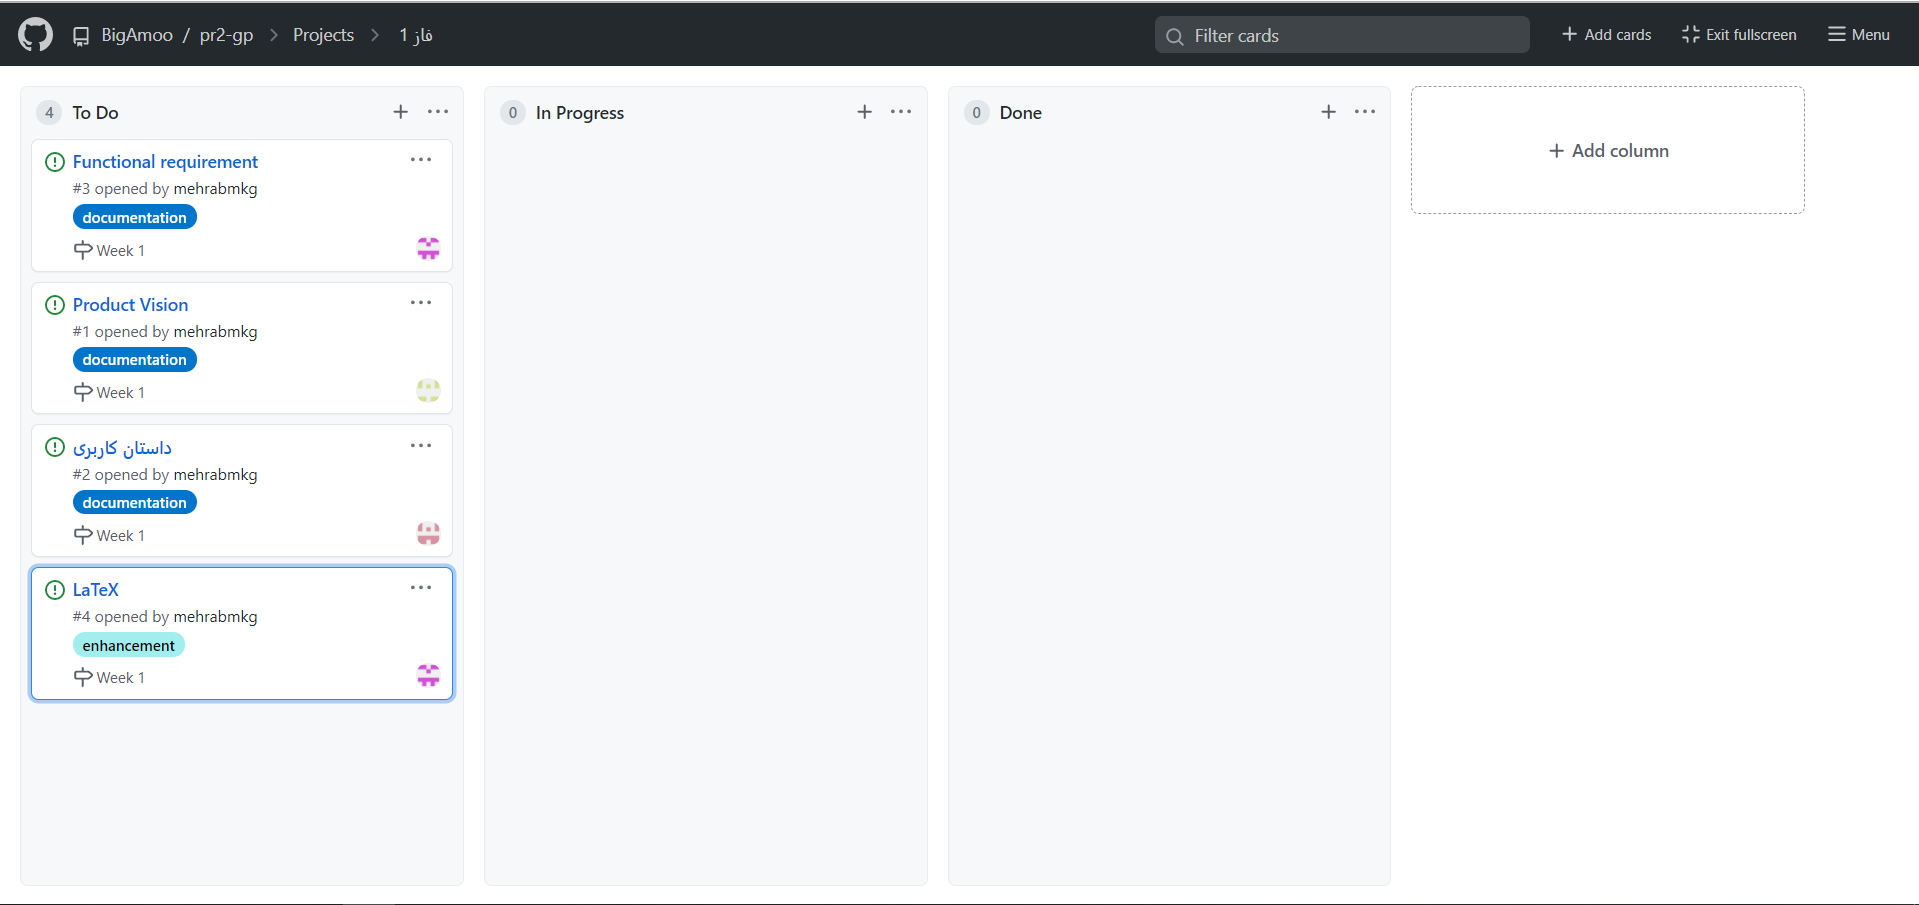 BigAmoo / pr2-gp > Projects > فاز 1
Filter cards
+ Add cards
Exit fullscreen
Menu
4 To Do
Functional requirement
#3 opened by mehrabmkg
documentation
Week 1
Product Vision
#1 opened by mehrabmkg
documentation
Week 1
داستان کاربری
#2 opened by mehrabmkg
documentation
Week 1
LaTeX
#4 opened by mehrabmkg
enhancement
Week 1
0 In Progress
0 Done
+ Add column